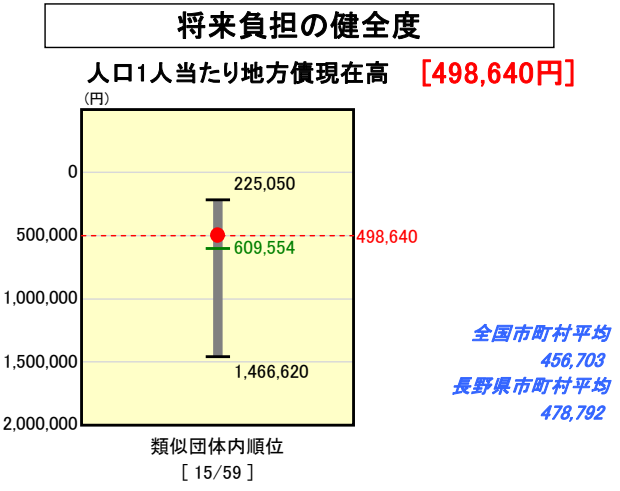 将来負担の健全度
人口1人当たり地方債現在高 [498,640円]
(円)
0
225,050
500,000
498,640
609,554
1,000,000
全国市町村平均
456,703
1,500,000
1,466,620
長野県市町村平均
478,792
2,000,000
類似団体内順位
[ 15/59 ]